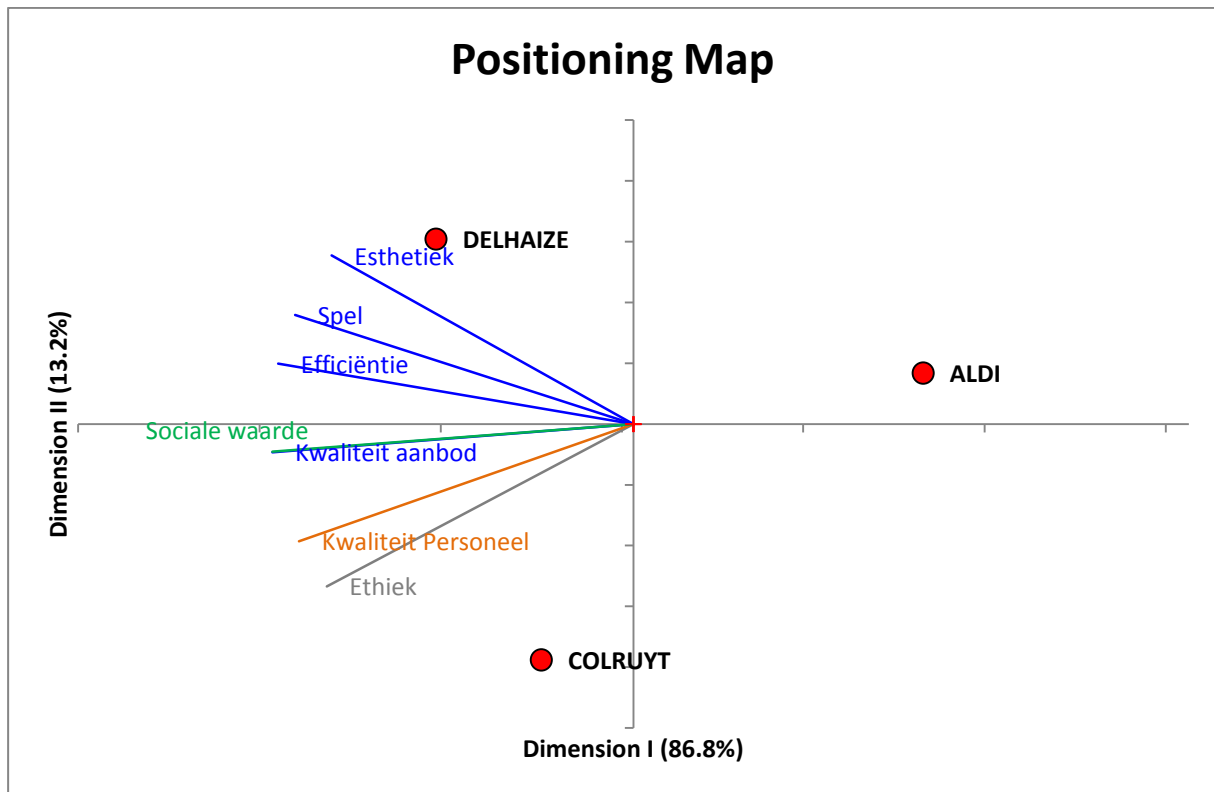 Positioning Map
DELHAIZE
Esthetiek
Spel
Efficiëntie
ALDI
Sociale waarde
Kwaliteit aanbod
Kwaliteit Personeel
Ethiek
COLRUYT
Dimension I (86.8%)
Dimension II (13.2%)